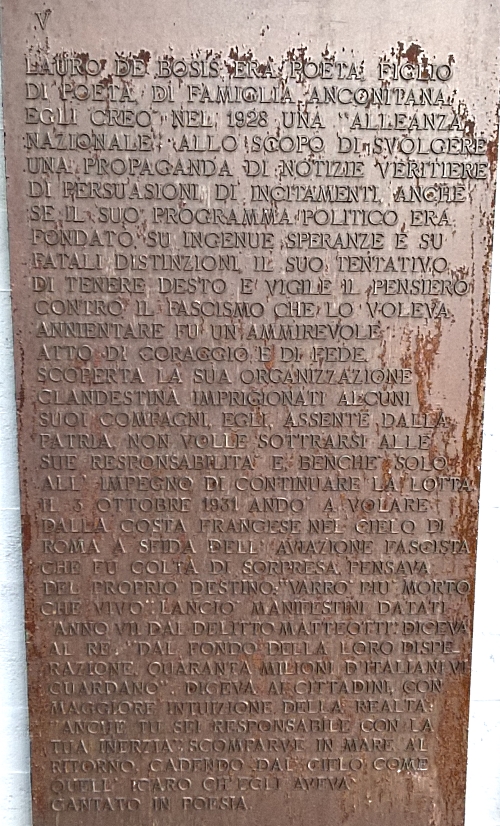 V
LAURO DE BOSIS ERA POETA, FIGLIO
DI POETA, DI FAMIGLIA ANCONITANA.
EGLI CREO' NEL 1928 UNA "ALLEANZA
NAZIONALE" ALLO SCOPO DI SVOLGERE
UNA PROPAGANDA DI NOTIZIE VERITIERE
DI PERSUASIONI, DI INCITAMENTI. ANCHE
SE IL SUO PROGRAMMA POLITICO ERA
FONDATO SU INGENUE SPERANZE E SU
FATALI DISTINZIONI, IL SUO TENTATIVO
DI TENERE DESTO E VIGILE IL PENSIERO
CONTRO IL FASCISMO CHE LO VOLEVA
ANNIENTARE FU UN AMMIREVOLE
ATTO DI CORAGGIO E DI FEDE.
SCOPERTA LA SUA ORGANIZZAZIONE
CLANDESTINA IMPRIGIONATI ALCUNI
SUOI COMPAGNI, EGLI, ASSENTE DALLA
PATRIA, NON VOLLE SOTTRARSI ALLE
SUE RESPONSABILITA' E, BENCHE' SOLO,
ALL' IMPEGNO DI CONTINUARE LA LOTTA.
IL 3 OTTOBRE 1931 ANDO' A VOLARE
DALLA COSTA FRANCESE NEL CIELO DI
ROMA A SFIDA DELL' AVIAZIONE FASCISTA
CHE FU COLTA DI SORPRESA. PENSAVA
DEL PROPRIO DESTINO: "VARRO' PIU' MORTO
CHE VIVO". LANCIO' MANIFESTINI DATATI
"ANNO VII DAL DELITTO MATTEOTTI". DICEVA
AL RE: "DAL FONDO DELLA LORO DISPE-
RAZIONE, QUARANTA MILIONI D'ITALIANI VI
GUARDANO". DICEVA AI CITTADINI, CON
MAGGIORE INTUIZIONE DELLA REALTA':
"ANCHE TU SEI RESPONSABILE CON LA
TUA INERZIA". SCOMPARVE IN MARE AL
RITORNO, CADENDO DAL CIELO COME
QUELL' ICARO CH'EGLI AVEVA
CANTATO IN POESIA.